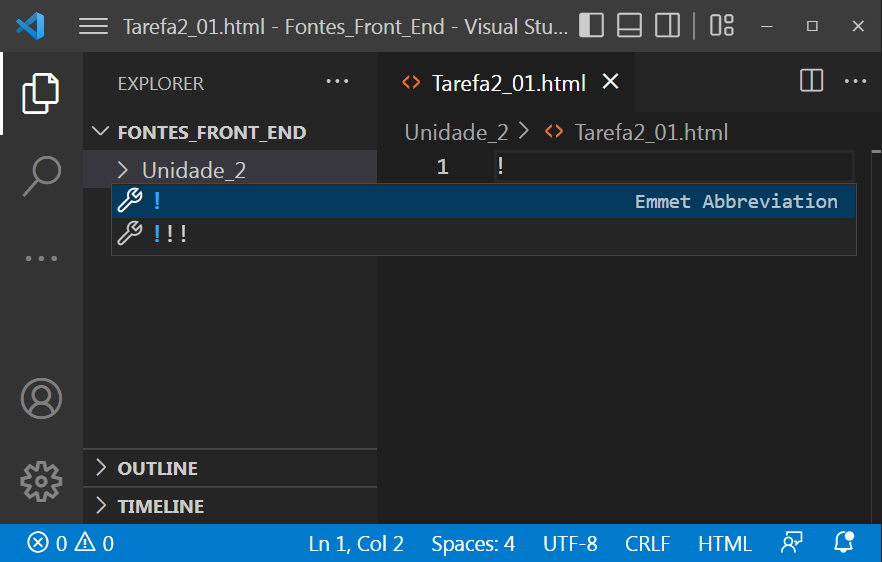 Tarefa2_01.html - Fontes_Front_End - Visual Stu...
EXPLORER
Tarefa2_01.html
FONTES_FRONT_END
Unidade_2 > Tarefa2_01.html
Unidade_2
1 !
! Emmet Abbreviation
!!!
OUTLINE
TIMELINE
0 0 Ln 1, Col 2 Spaces: 4 UTF-8 CRLF HTML